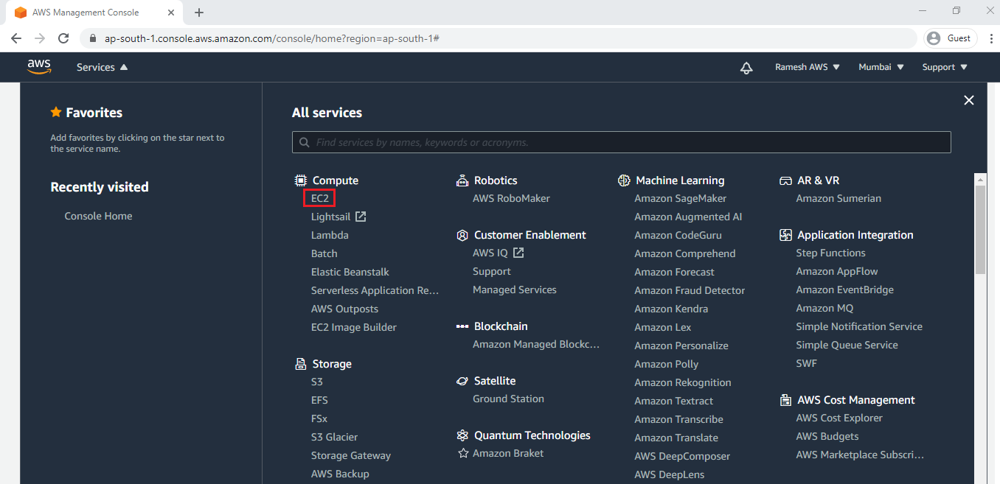 AWS Management Console
ap-south-1.console.aws.amazon.com/console/home?region=ap-south-1#
Guest
aws
Services
Ramesh AWS
Mumbai
Support
Favorites
Add favorites by clicking on the star next to
the service name.
Recently visited
Console Home
All services
Find services by names, keywords or acronyms.
Compute
EC2
Lightsail
Lambda
Batch
Elastic Beanstalk
Serverless Application Re...
AWS Outposts
EC2 Image Builder
Storage
S3
EFS
FSx
S3 Glacier
Storage Gateway
AWS Backup
Robotics
AWS RoboMaker
Customer Enablement
AWS IQ
Support
Managed Services
Blockchain
Amazon Managed Blockc...
Satellite
Ground Station
Quantum Technologies
Amazon Braket
Machine Learning
Amazon SageMaker
Amazon Augmented AI
Amazon CodeGuru
Amazon Comprehend
Amazon Forecast
Amazon Fraud Detector
Amazon Kendra
Amazon Lex
Amazon Personalize
Amazon Polly
Amazon Rekognition
Amazon Textract
Amazon Transcribe
Amazon Translate
AWS DeepComposer
AWS DeepLens
AR & VR
Amazon Sumerian
Application Integration
Step Functions
Amazon AppFlow
Amazon EventBridge
Amazon MQ
Simple Notification Service
Simple Queue Service
SWF
AWS Cost Management
AWS Cost Explorer
AWS Budgets
AWS Marketplace Subscri...